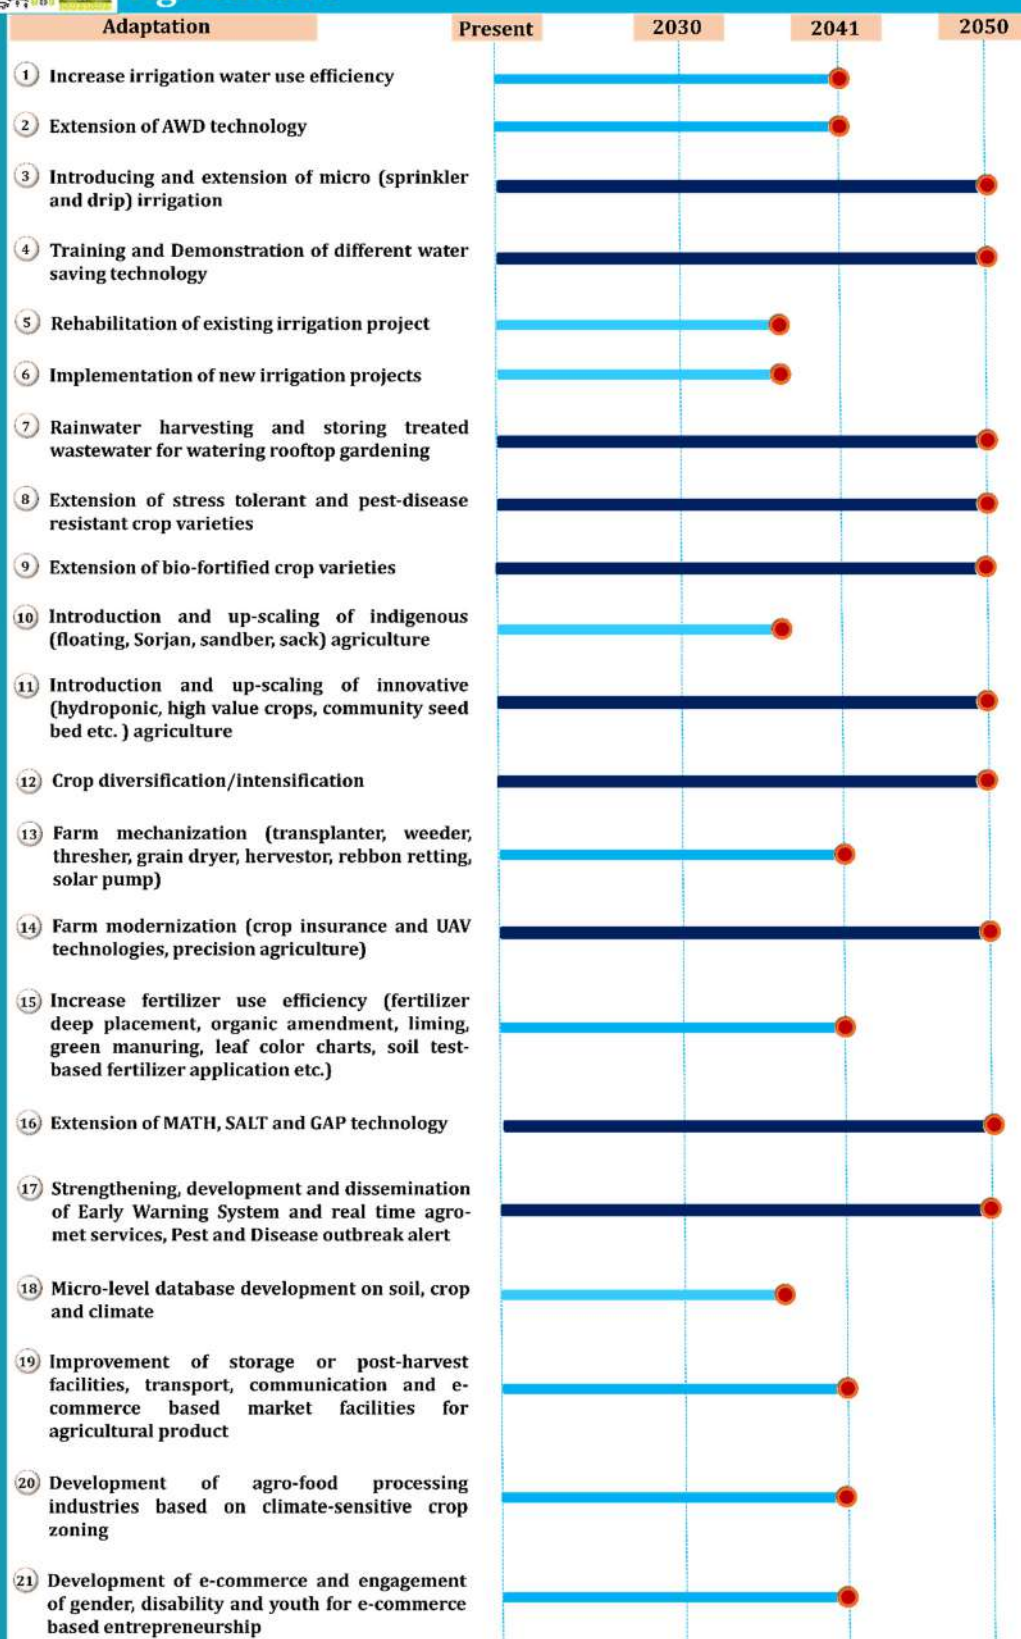 Adaptation Present 2030 2041 2050
1 Increase irrigation water use efficiency
2 Extension of AWD technology
3 Introducing and extension of micro (sprinkler
and drip) irrigation
4 Training and Demonstration of different water
saving technology
5 Rehabilitation of existing irrigation project
6 Implementation of new irrigation projects
7 Rainwater harvesting and storing treated
wastewater for watering rooftop gardening
8 Extension of stress tolerant and pest-disease
resistant crop varieties
9 Extension of bio-fortified crop varieties
10 Introduction and up-scaling of indigenous
(floating, Sorjan, sandber, sack) agriculture
11 Introduction and up-scaling of innovative
(hydroponic, high value crops, community seed
bed etc. ) agriculture
12 Crop diversification/intensification
13 Farm mechanization (transplanter, weeder,
thresher, grain dryer, hervestor, rebbon retting,
solar pump)
14 Farm modernization (crop insurance and UAV
technologies, precision agriculture)
15 Increase fertilizer use efficiency (fertilizer
deep placement, organic amendment, liming,
green manuring, leaf color charts, soil test-
based fertilizer application etc.)
16 Extension of MATH, SALT and GAP technology
17 Strengthening, development and dissemination
of Early Warning System and real time agro-
met services, Pest and Disease outbreak alert
18 Micro-level database development on soil, crop
and climate
19 Improvement of storage or post-harvest
facilities, transport, communication and e-
commerce based market facilities for
agricultural product
20 Development of agro-food processing
industries based on climate-sensitive crop
zoning
21 Development of e-commerce and engagement
of gender, disability and youth for e-commerce
based entrepreneurship